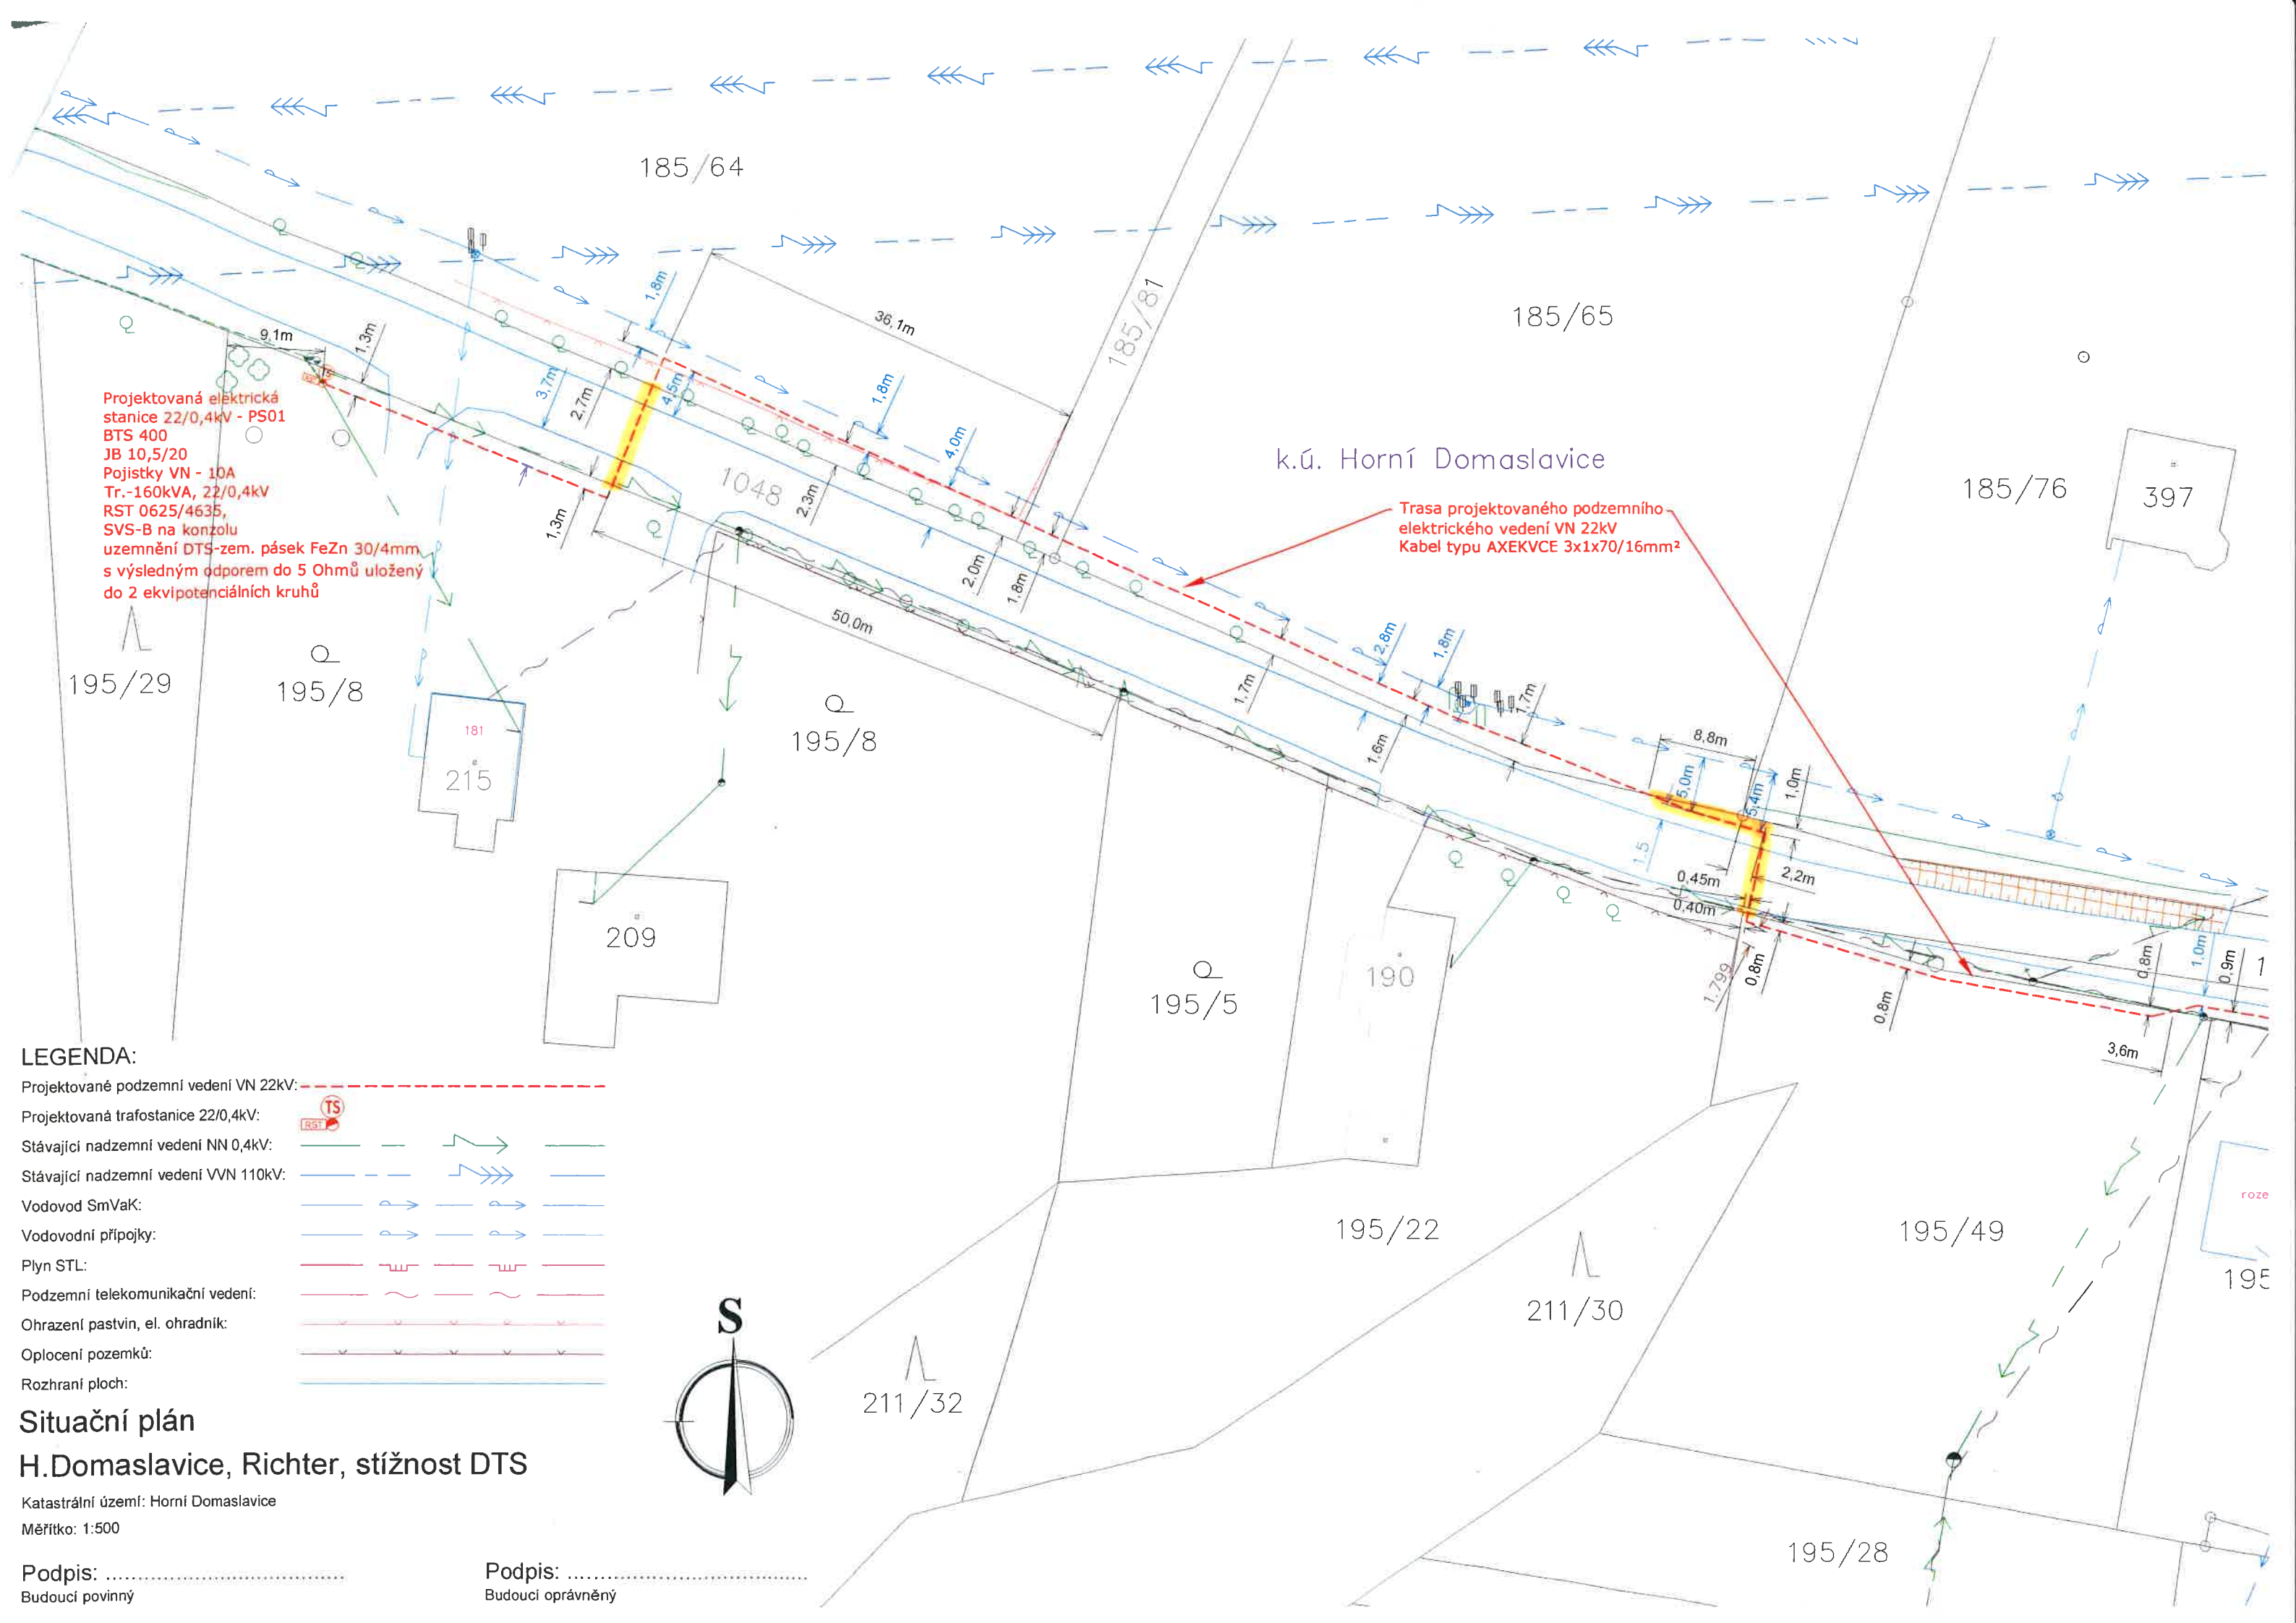 185/64
1,8m
36,1m
185/81
185/65
9,1m
1,3m
3,7m
2,7m
4,5m
1,8m
4,0m
Projektovaná elektrická
stanice 22/0,4kV - PS01
BTS 400
JB 10,5/20
Pojistky VN - 10A
Tr.-160kVA, 22/0,4kV
RST 0625/4635,
SVS-B na konzolu
uzemnění DTS-zem. pásek FeZn 30/4mm
s výsledným odporem do 5 Ohmů uložený
do 2 ekvipotenciálních kruhů
k.ú. Horní Domaslavice
1048
2,3m
1,3m
185/76
397
Trasa projektovaného podzemního
elektrického vedení VN 22kV
Kabel typu AXEKVCE 3x1x70/16mm²
2,0m
1,8m
50,0m
2,8m
1,8m
195/29
195/8
195/8
1,7m
1,7m
1,6m
181
215
8,8m
5,0m
5,4m
1,0m
1.5
0,45m
2,2m
0,40m
209
190
195/5
1.799
0,8m
0,8m
0,8m
1,0m
0,9m
1
3,6m
LEGENDA:
Projektované podzemní vedení VN 22kV:
Projektovaná trafostanice 22/0,4kV:
TS
RST
Stávající nadzemní vedení NN 0,4kV:
Stávající nadzemní vedení VVN 110kV:
Vodovod SmVaK:
Vodovodní přípojky:
Plyn STL:
Podzemní telekomunikační vedení:
Ohrazení pastvin, el. ohradník:
Oplocení pozemků:
Rozhraní ploch:
195/22
195/49
roze
195
211/30
S
211/32
Situační plán
H.Domaslavice, Richter, stížnost DTS
Katastrální území: Horní Domaslavice
Měřítko: 1:500
195/28
Podpis: ......................................
Budoucí povinný
Podpis: ......................................
Budoucí oprávněný